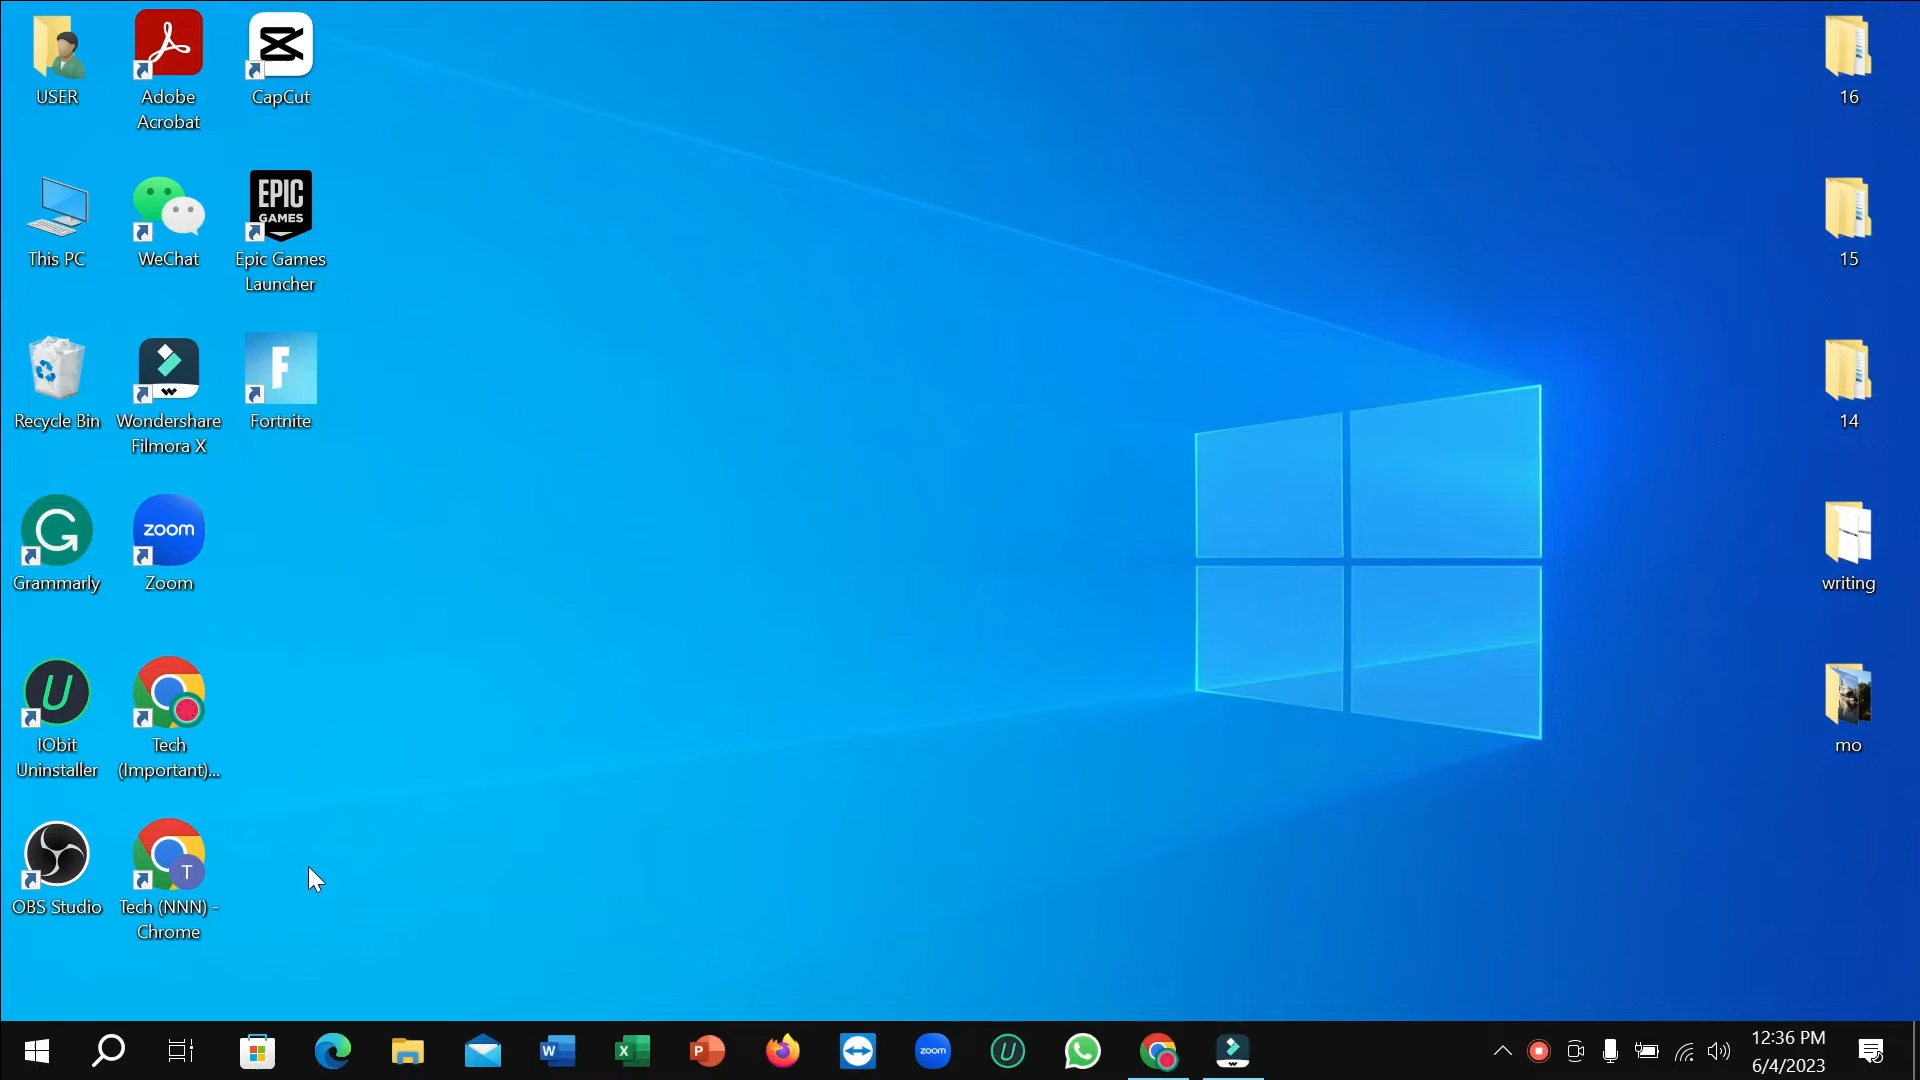 USER
Adobe
Acrobat
CapCut
16
EPIC
GAMES
This PC
WeChat
Epic Games
Launcher
15
F
Recycle Bin
Wondershare
Filmora X
Fortnite
14
G
zoom
Grammarly
Zoom
writing
U
IObit
Uninstaller
Tech
(Important)...
mo
T
OBS Studio
Tech (NNN) -
Chrome
W
X
P
zoom
U
12:36 PM
6/4/2023